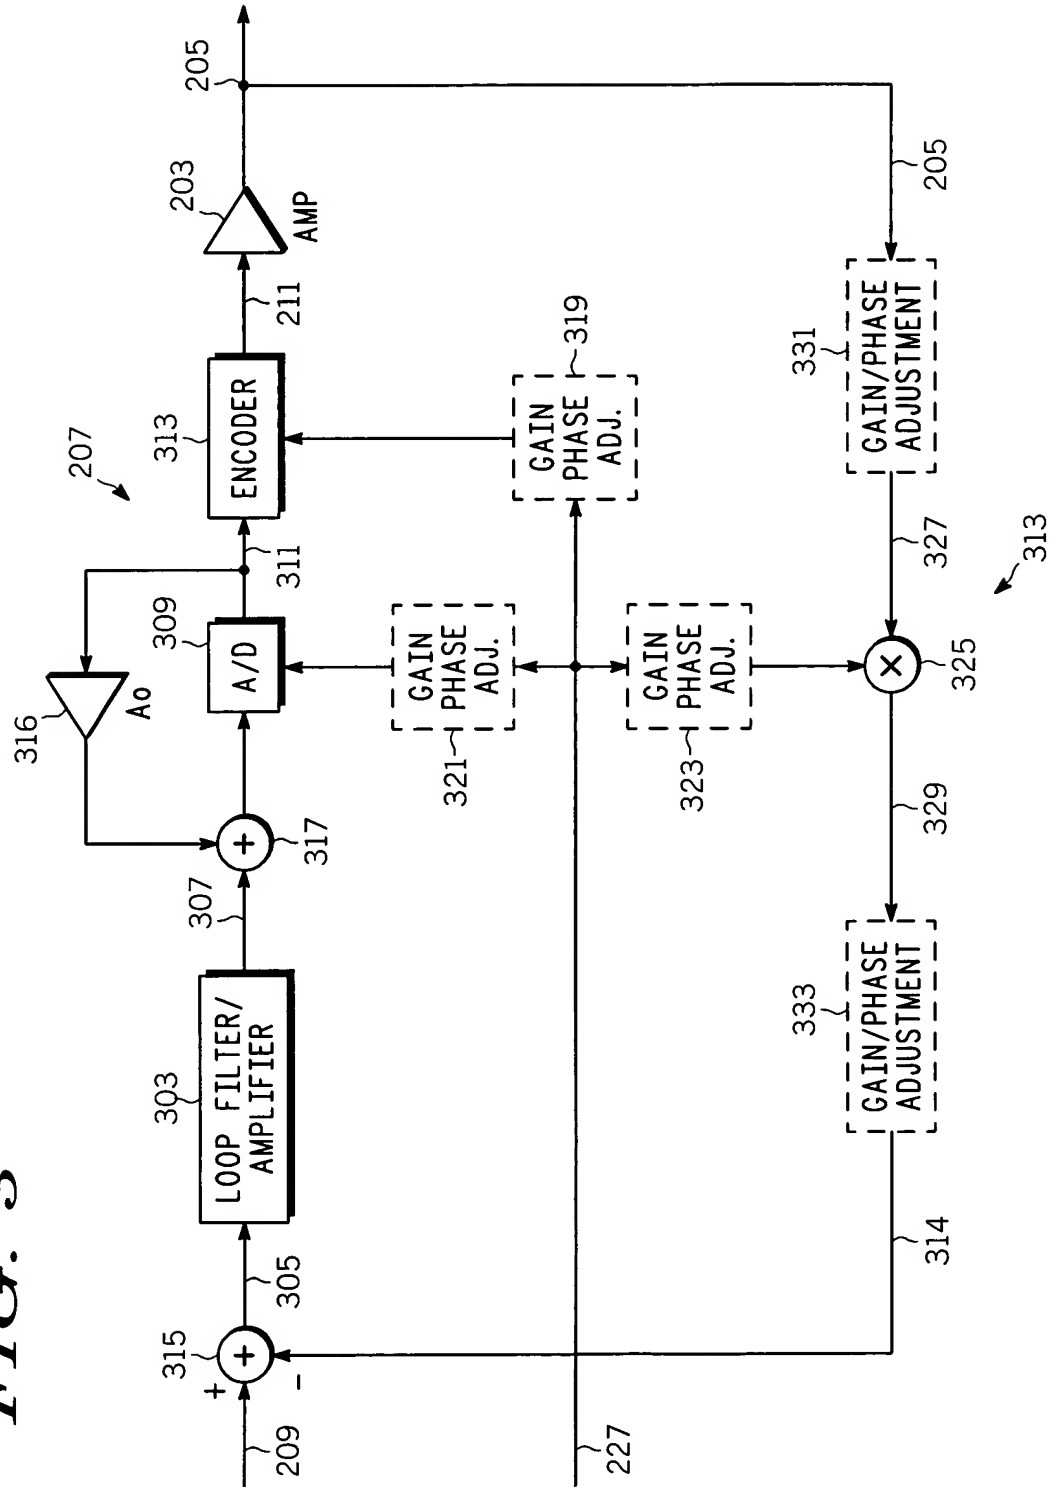 FIG. 3
209
+
-
315
+
305
303
LOOP FILTER/
AMPLIFIER
307
317
+
316
A0
309
A/D
311
207
313
ENCODER
211
203
AMP
205
227
321
GAIN
PHASE
ADJ.
323
GAIN
PHASE
ADJ.
319
GAIN
PHASE
ADJ.
314
333
GAIN/PHASE
ADJUSTMENT
329
325
×
327
331
GAIN/PHASE
ADJUSTMENT
205
313